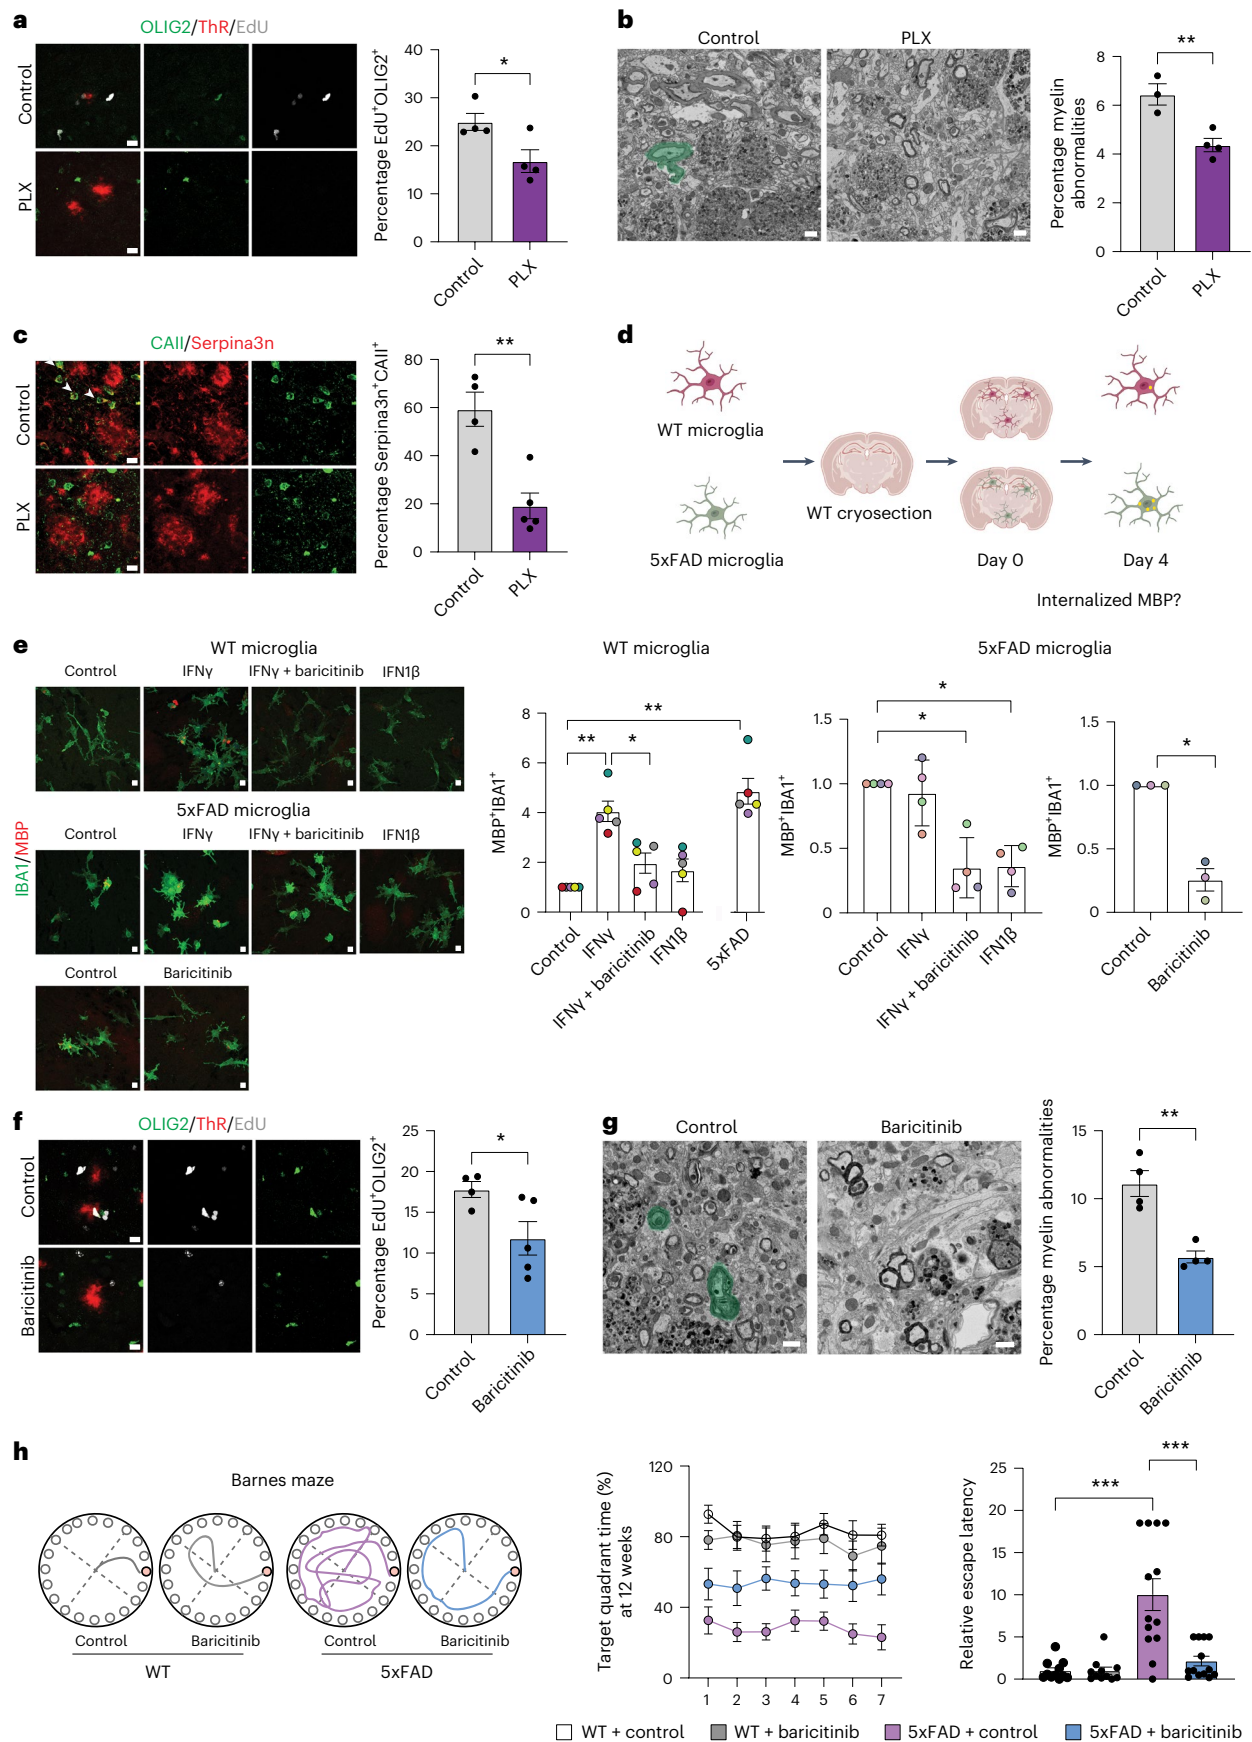 a
OLIG2/ThR/EdU
Control
PLX
Percentage EdU⁺OLIG2⁺
40
30
20
10
0
*
Control
PLX
b
Control
PLX
Percentage myelin
abnormalities
8
6
4
2
0
**
Control
PLX
c
CAII/Serpina3n
Control
PLX
Percentage Serpina3n⁺CAII⁺
80
60
40
20
0
**
Control
PLX
d
WT microglia
5xFAD microglia
WT cryosection
Day 0
Day 4
Internalized MBP?
e
WT microglia
Control
IFNγ
IFNγ + baricitinib
IFN1β
5xFAD microglia
Control
IFNγ
IFNγ + baricitinib
IFN1β
IBA1/MBP
Control
Baricitinib
WT microglia
MBP⁺IBA1⁺
8
6
4
2
0
**
**
*
Control
IFNγ
IFNγ + baricitinib
IFN1β
5xFAD
5xFAD microglia
MBP⁺IBA1⁺
1.5
1.0
0.5
0
*
*
Control
IFNγ
IFNγ + baricitinib
IFN1β
MBP⁺IBA1⁺
1.5
1.0
0.5
0
*
Control
Baricitinib
f
OLIG2/ThR/EdU
Control
Baricitinib
Percentage EdU⁺OLIG2⁺
25
20
15
10
5
0
*
Control
Baricitinib
g
Control
Baricitinib
Percentage myelin abnormalities
15
10
5
0
**
Control
Baricitinib
h
Barnes maze
Control
Baricitinib
Control
Baricitinib
WT
5xFAD
Target quadrant time (%)
at 12 weeks
120
80
40
0
1 2 3 4 5 6 7
Relative escape latency
25
20
15
10
5
0
***
***
WT + control
WT + baricitinib
5xFAD + control
5xFAD + baricitinib